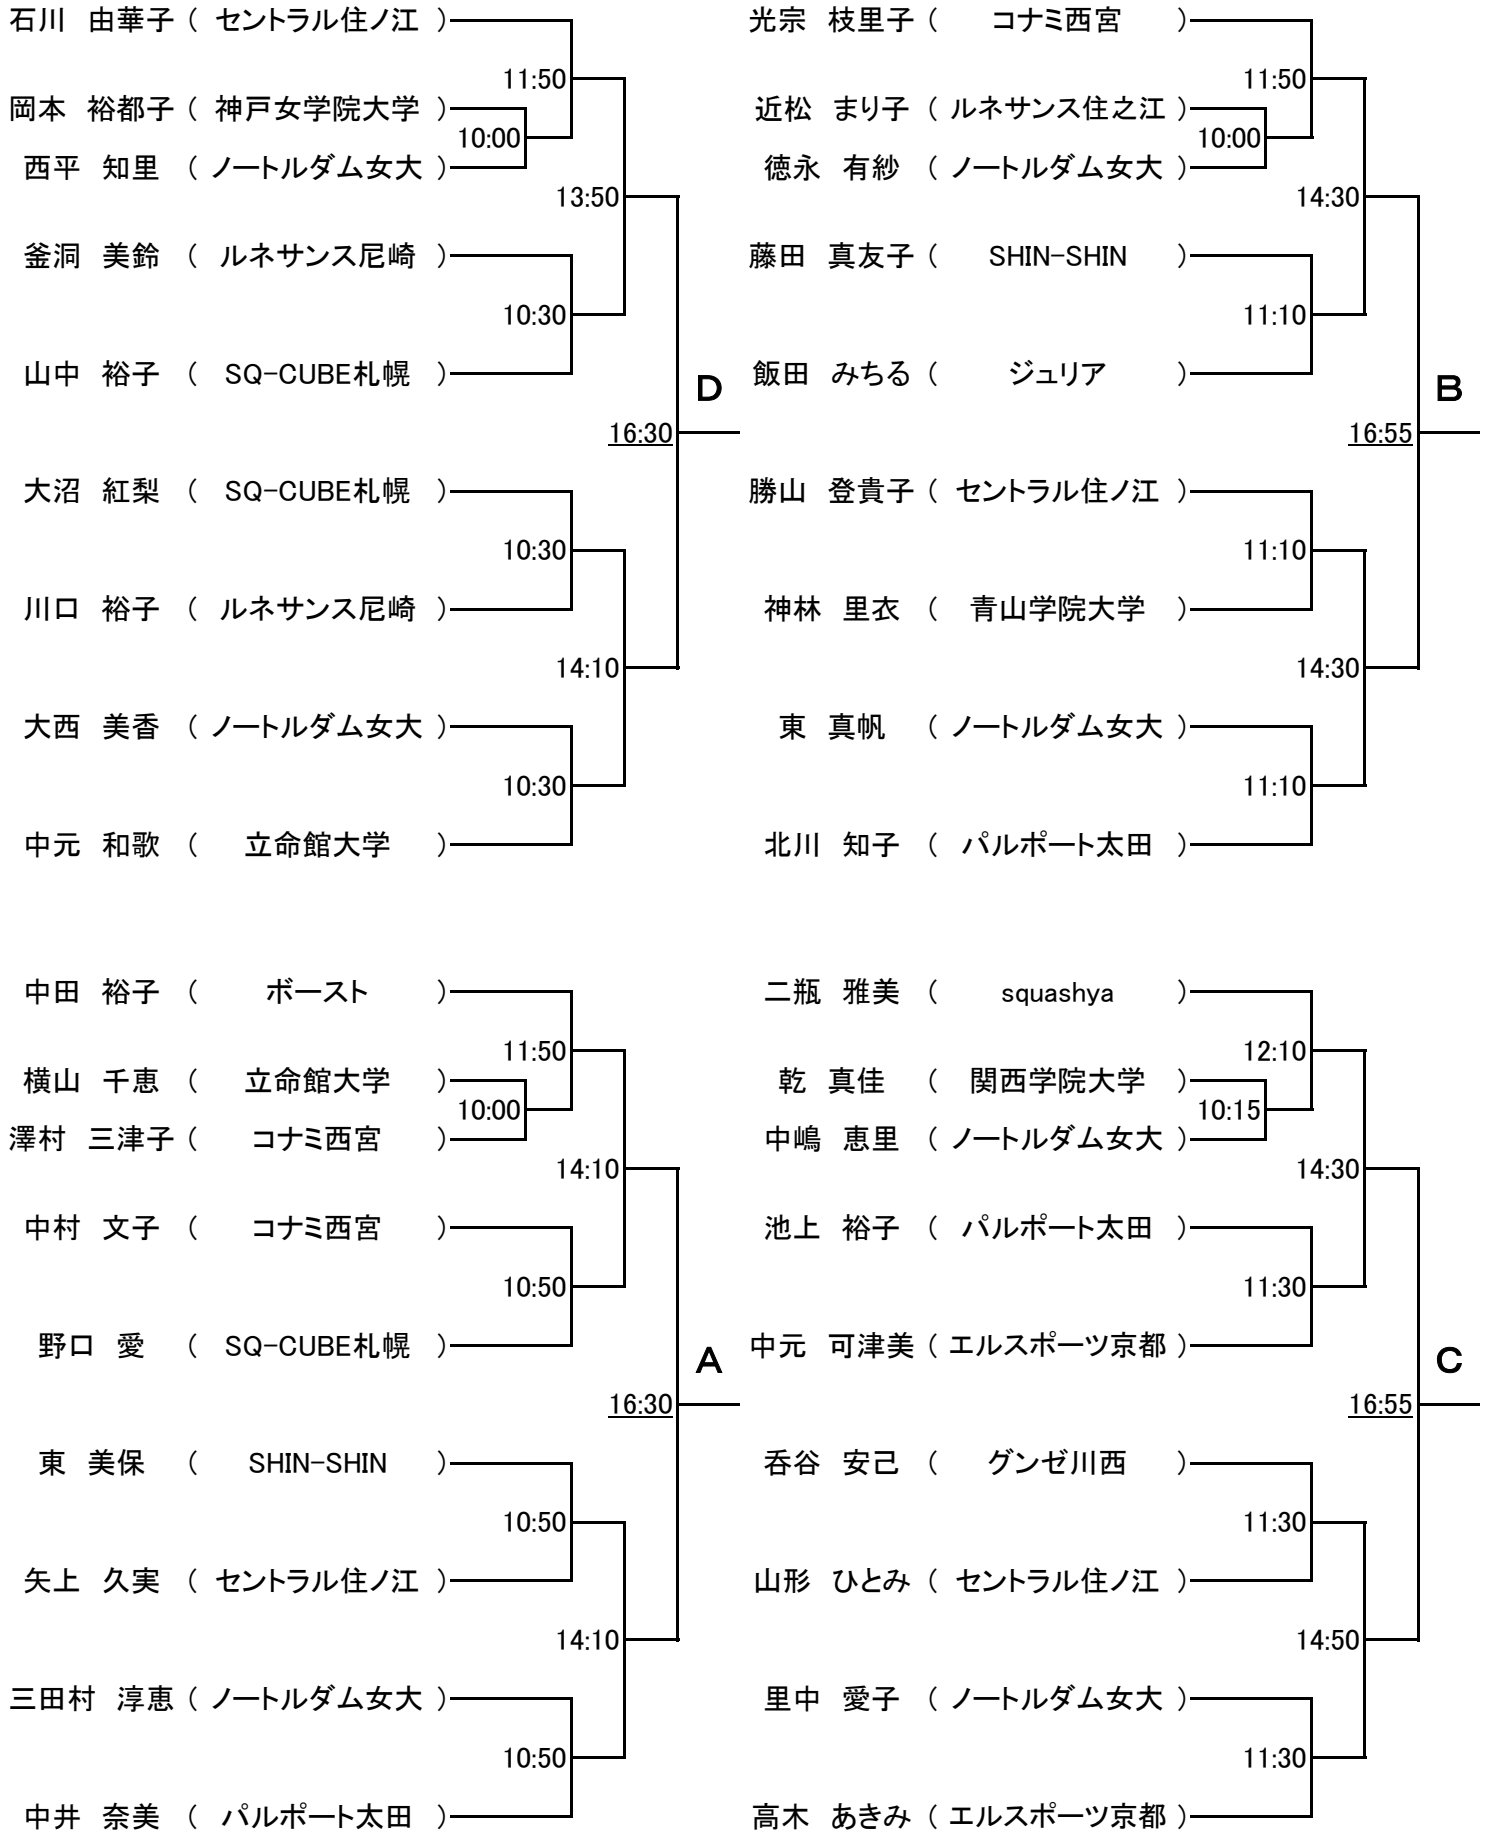 石川 由華子 ( セントラル住ノ江 )
11:50
岡本 裕都子 ( 神戸女学院大学 )
10:00
西平 知里 ( ノートルダム女大 )
13:50
釜洞 美鈴 ( ルネサンス尼崎 )
10:30
山中 裕子 ( SQ-CUBE札幌 )
D
16:30
大沼 紅梨 ( SQ-CUBE札幌 )
10:30
川口 裕子 ( ルネサンス尼崎 )
14:10
大西 美香 ( ノートルダム女大 )
10:30
中元 和歌 ( 立命館大学 )
光宗 枝里子 ( コナミ西宮 )
11:50
近松 まり子 ( ルネサンス住之江 )
10:00
徳永 有紗 ( ノートルダム女大 )
14:30
藤田 真友子 ( SHIN-SHIN )
11:10
飯田 みちる ( ジュリア )
B
16:55
勝山 登貴子 ( セントラル住ノ江 )
11:10
神林 里衣 ( 青山学院大学 )
14:30
東 真帆 ( ノートルダム女大 )
11:10
北川 知子 ( パルポート太田 )
中田 裕子 ( ボースト )
11:50
横山 千恵 ( 立命館大学 )
10:00
澤村 三津子 ( コナミ西宮 )
14:10
中村 文子 ( コナミ西宮 )
10:50
野口 愛 ( SQ-CUBE札幌 )
A
16:30
東 美保 ( SHIN-SHIN )
10:50
矢上 久実 ( セントラル住ノ江 )
14:10
三田村 淳恵 ( ノートルダム女大 )
10:50
中井 奈美 ( パルポート太田 )
二瓶 雅美 ( squashya )
12:10
乾 真佳 ( 関西学院大学 )
10:15
中嶋 恵里 ( ノートルダム女大 )
14:30
池上 裕子 ( パルポート太田 )
11:30
中元 可津美 ( エルスポーツ京都 )
C
16:55
呑谷 安己 ( グンゼ川西 )
11:30
山形 ひとみ ( セントラル住ノ江 )
14:50
里中 愛子 ( ノートルダム女大 )
11:30
高木 あきみ ( エルスポーツ京都 )